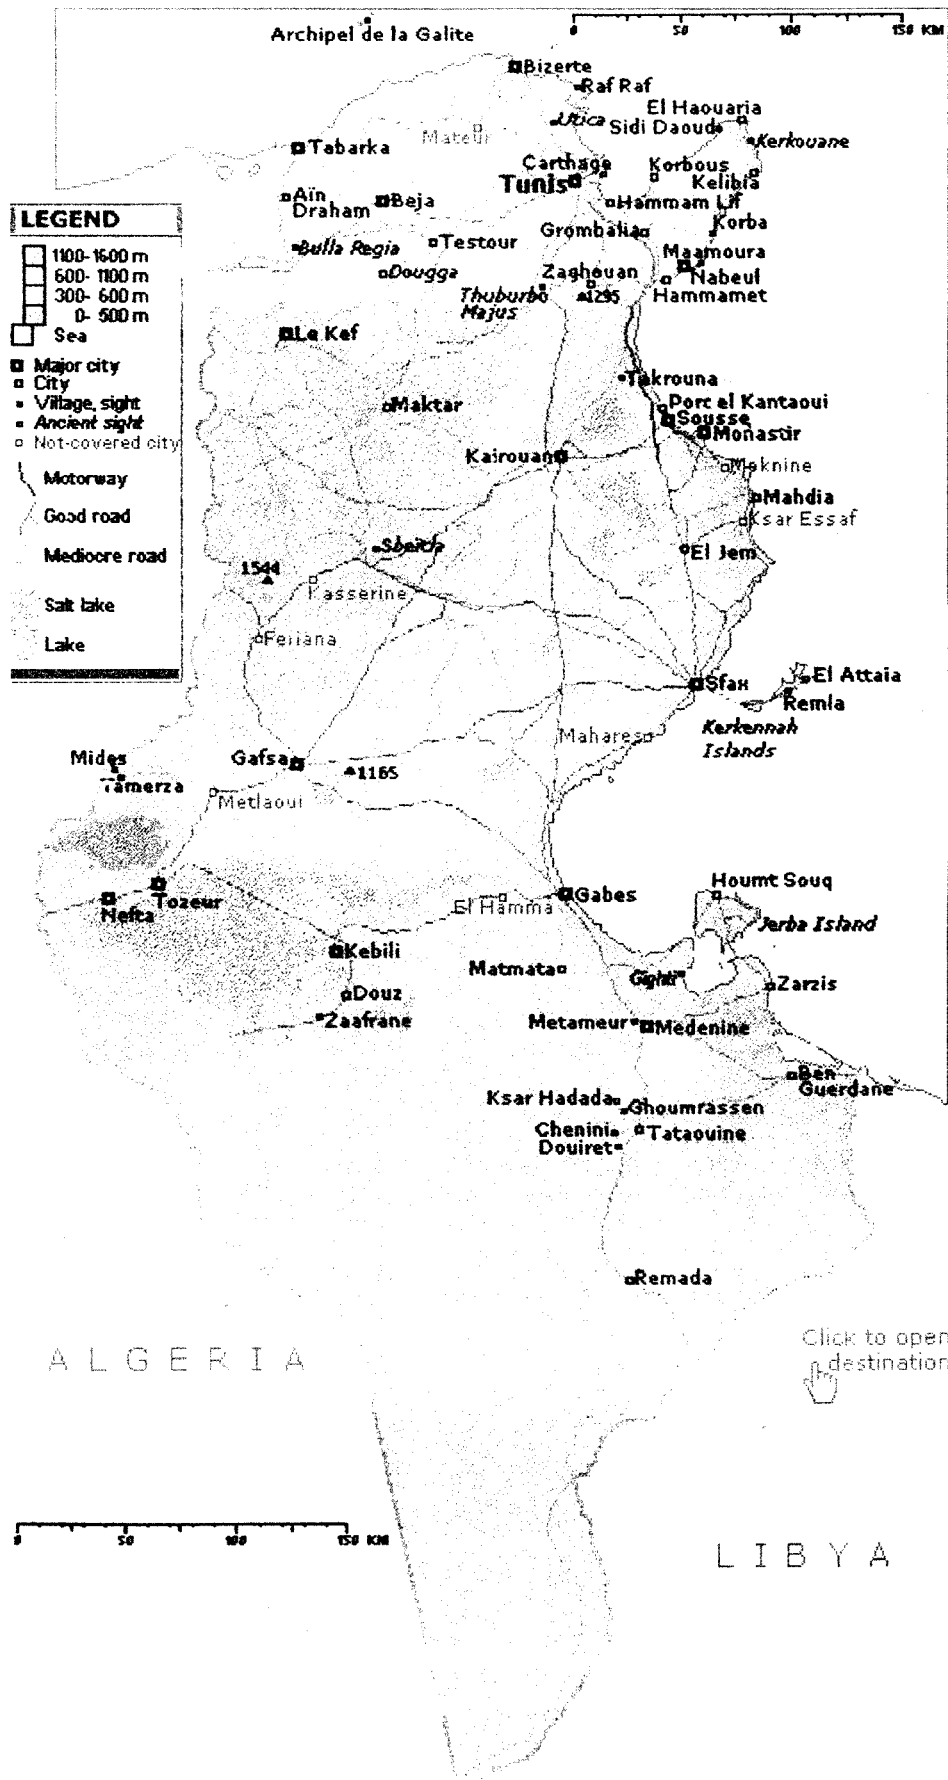 Archipel de la Galite
0 50 100 150 KM
Bizerte
Raf Raf
El Haouaria
Utica
Sidi Daoud
Mateur
Kerkouane
Tabarka
Carthage
Korbous
Tunis
Kelibia
Aïn
Draham
Beja
Hammam Lif
Korba
Grombalia
Bulla Regia
Testour
Maamoura
Dougga
Zaghouan
Nabeul
Thuburbo
Majus
1295
Hammamet
LEGEND
1100-1600 m
600-1100 m
300-600 m
0-500 m
Sea
Major city
City
Village, sight
Ancient sight
Not-covered city
Motorway
Good road
Mediocre road
Salt lake
Lake
Le Kef
Takrouna
Maktar
Porc el Kantaoui
Sousse
Monastir
Kairouan
Moknine
Mahdia
Ksar Essaf
Sbeitla
El Jem
1544
Kasserine
Feriana
Sfax
El Attaia
Remla
Kerkennah
Islands
Mahares
Mides
Gafsa
1165
Tamerza
Metlaoui
Tozeur
Nefta
El Hamma
Gabes
Houmt Souq
Jerba Island
Kebili
Matmata
Gighti
Zarzis
Douz
Zaafrane
Metameur
Medenine
Ben
Guerdane
Ksar Hadada
Ghoumrassen
Chenini
Tataouine
Douiret
Remada
ALGERIA
Click to open
destination
0 50 100 150 KM
LIBYA